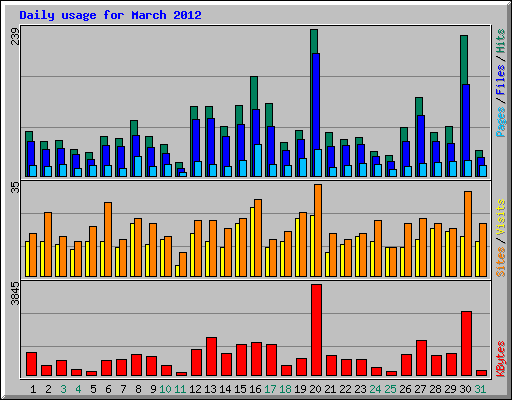 Daily usage for March 2012
239
Pages / Files / Hits
35
Sites / Visits
3845
KBytes
1 2 3 4 5 6 7 8 9 10 11 12 13 14 15 16 17 18 19 20 21 22 23 24 25 26 27 28 29 30 31